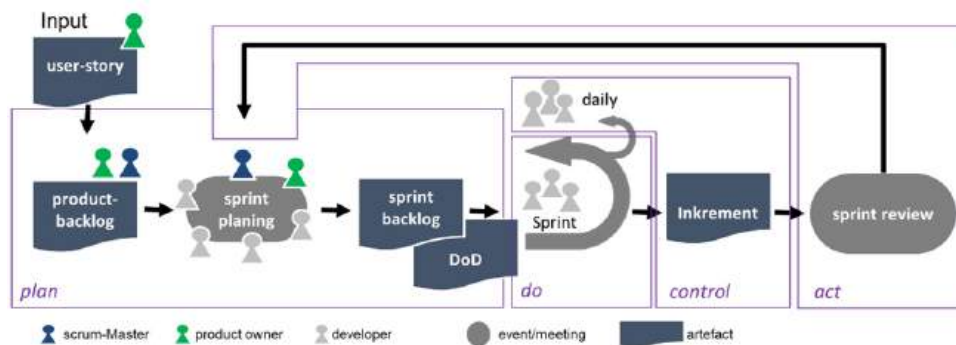 Input
user-story
daily
product-
backlog
sprint
planing
sprint
backlog
DoD
Sprint
Inkrement
sprint review
plan
do
control
act
scrum-Master
product owner
developer
event/meeting
artefact